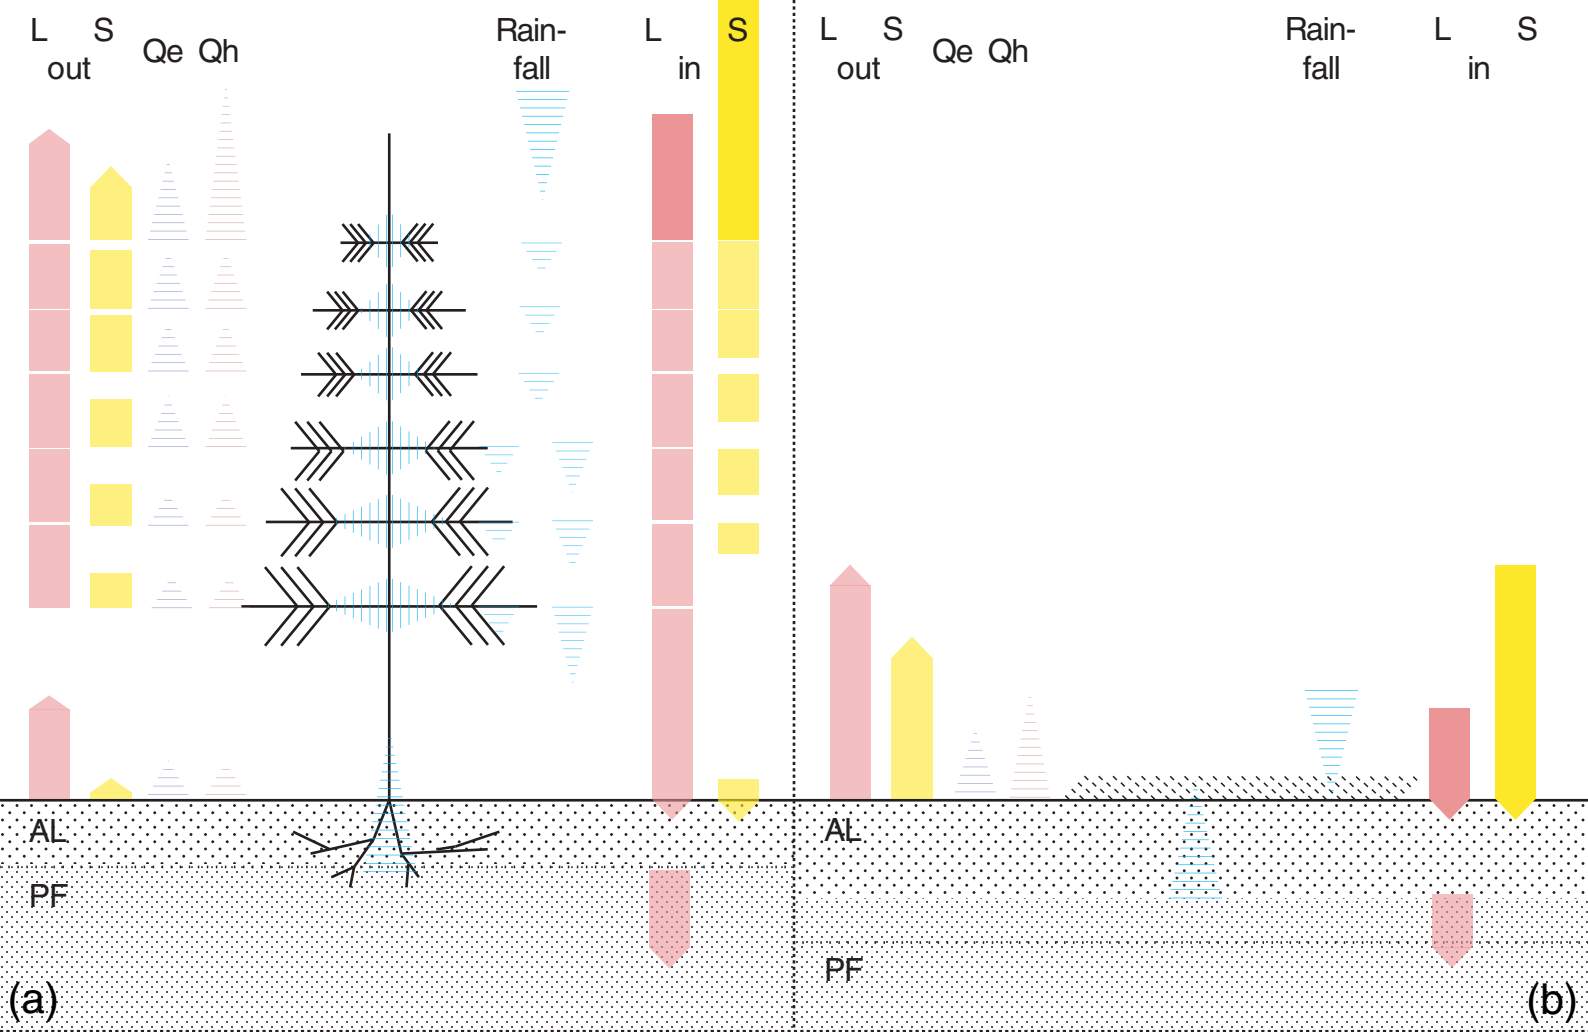 L S Qe Qh Rain- L S
out fall in
AL
PF
(a)
L S Qe Qh Rain- L S
out fall in
AL
PF
(b)